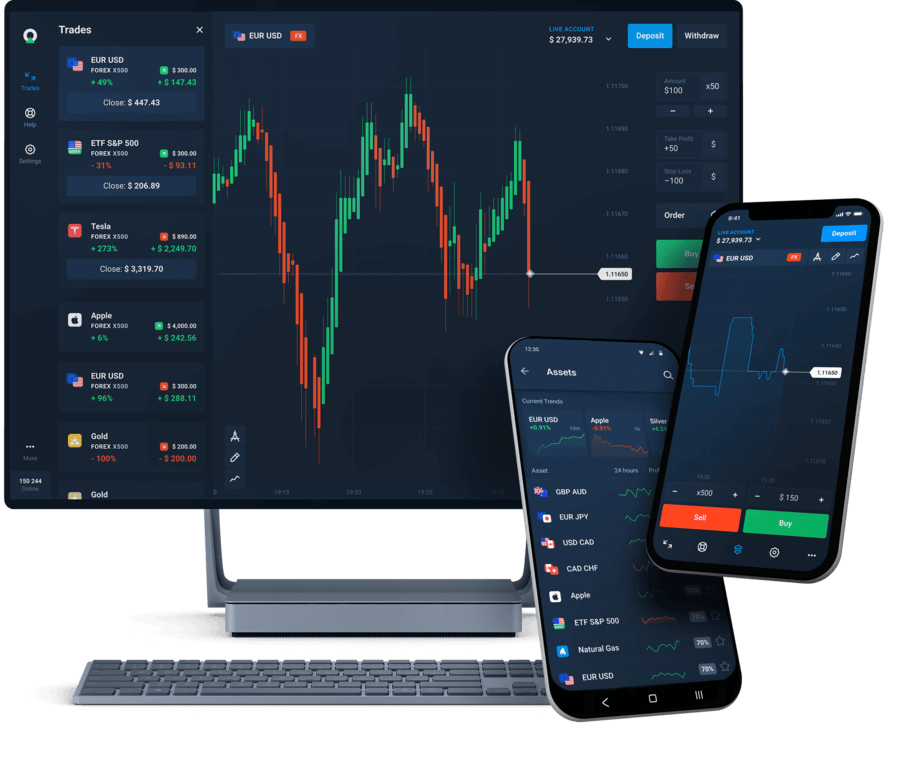 Trades
Trades
Help
Settings
More
150 244
Online
EUR USD
FOREX X500
$ 300.00
+ 49%
+ $ 147.43
Close: $ 447.43
ETF S&P 500
FOREX X500
$ 300.00
- 31%
- $ 93.11
Close: $ 206.89
Tesla
FOREX X500
$ 890.00
+ 273%
+ $ 2,249.70
Close: $ 3,319.70
Apple
FOREX X500
$ 4,000.00
+ 6%
+ $ 242.56
EUR USD
FOREX X500
$ 300.00
+ 96%
+ $ 288.11
Gold
FOREX X500
$ 200.00
- 100%
- $ 200.00
Gold
EUR USD FX
LIVE ACCOUNT
$ 27,939.73
Deposit
Withdraw
1.11700
1.11690
1.11680
1.11670
1.11660
1.11650
1.11650
19:15
19:20
19:25
Amount
$100
x50
−
+
Take Profit
+50
$
Stop Loss
−100
$
Order
Buy
12:30
Assets
Current Trends
EUR USD
+0.91%
Apple
-0.91%
1h
Silver
Asset
24 hours
GBP AUD
EUR JPY
USD CAD
CAD CHF
Apple
ETF S&P 500
70%
Natural Gas
70%
EUR USD
70%
9:41
LIVE ACCOUNT
$ 27,939.73
Deposit
EUR USD
FX
1.11660
1.11650
1.11640
1.11650
1.11630
1.11620
1.11610
19:30
− x500 +
− $ 150 +
Sell
Buy